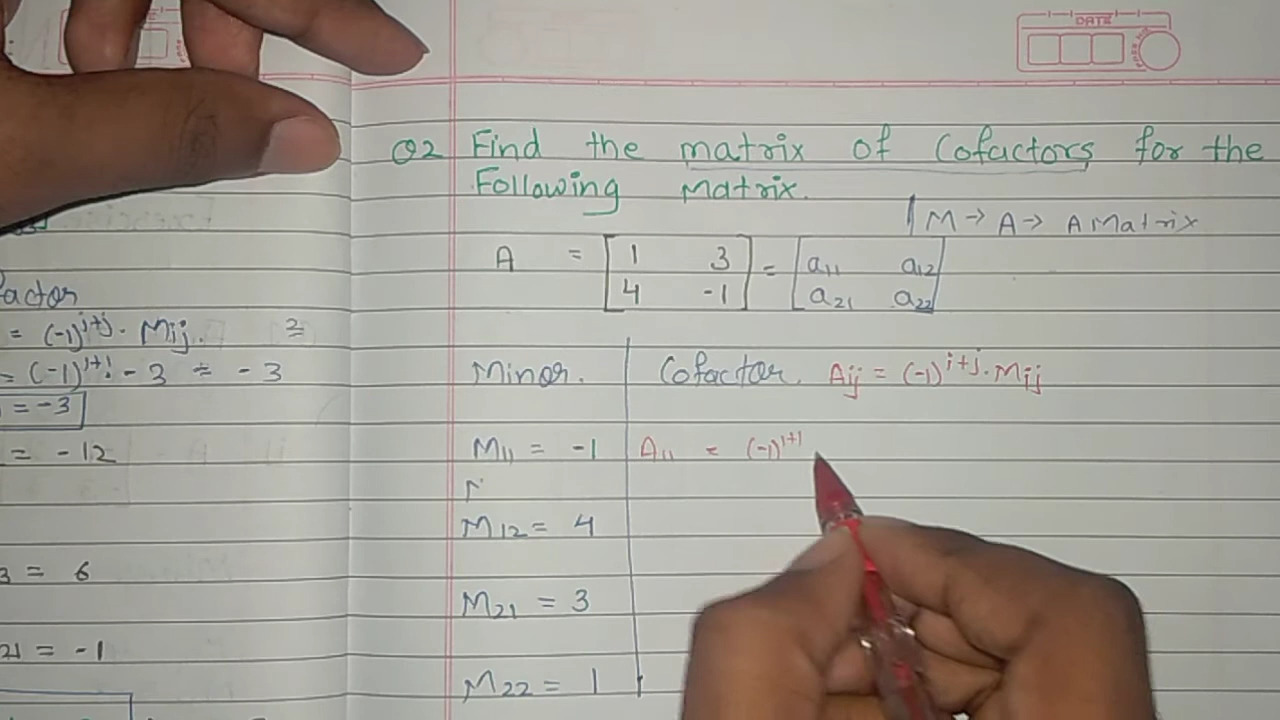 DATE
Q2 Find the matrix of Cofactors for the
Following Matrix.
M → A → A Matrix
A = [1 3 4 -1] = [a11 a12 a21 a22]
actor
= (-1)^i+j . Mij.
= (-1)^1+1 . -3 = -3
= -3
= -12
3 = 6
21 = -1
Minor. Cofactor. Aij = (-1)^i+j . Mij
M11 = -1 A11 = (-1)^1+1
M12 = 4
M21 = 3
M22 = 1